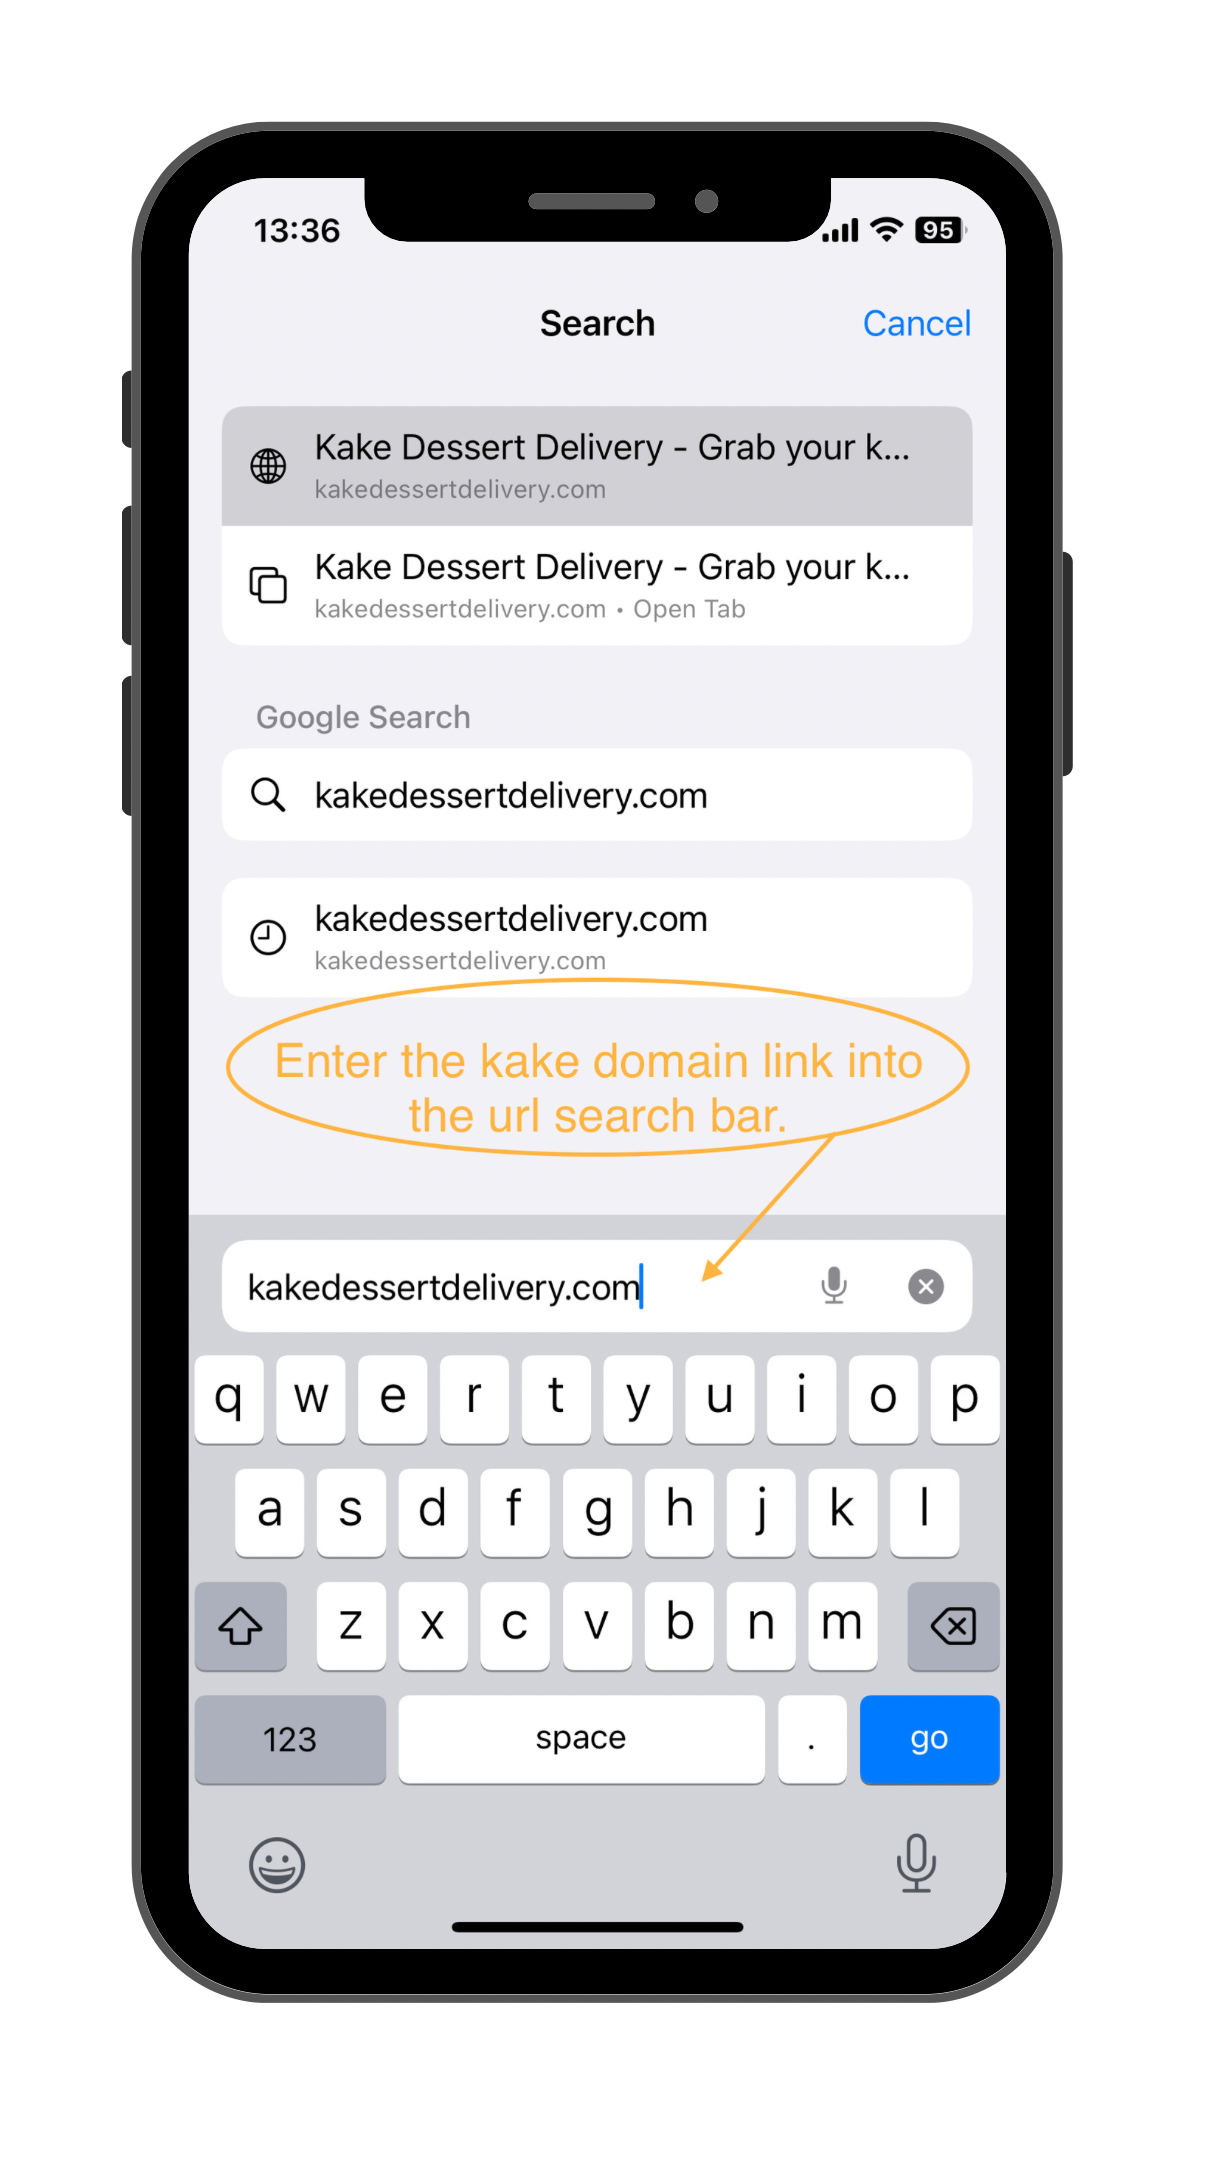 13:36
95
Search
Cancel
Kake Dessert Delivery - Grab your k...
kakedessertdelivery.com
Kake Dessert Delivery - Grab your k...
kakedessertdelivery.com • Open Tab
Google Search
kakedessertdelivery.com
kakedessertdelivery.com
kakedessertdelivery.com
Enter the kake domain link into
the url search bar.
kakedessertdelivery.com
q w e r t y u i o p
a s d f g h j k l
z x c v b n m
123 space . go